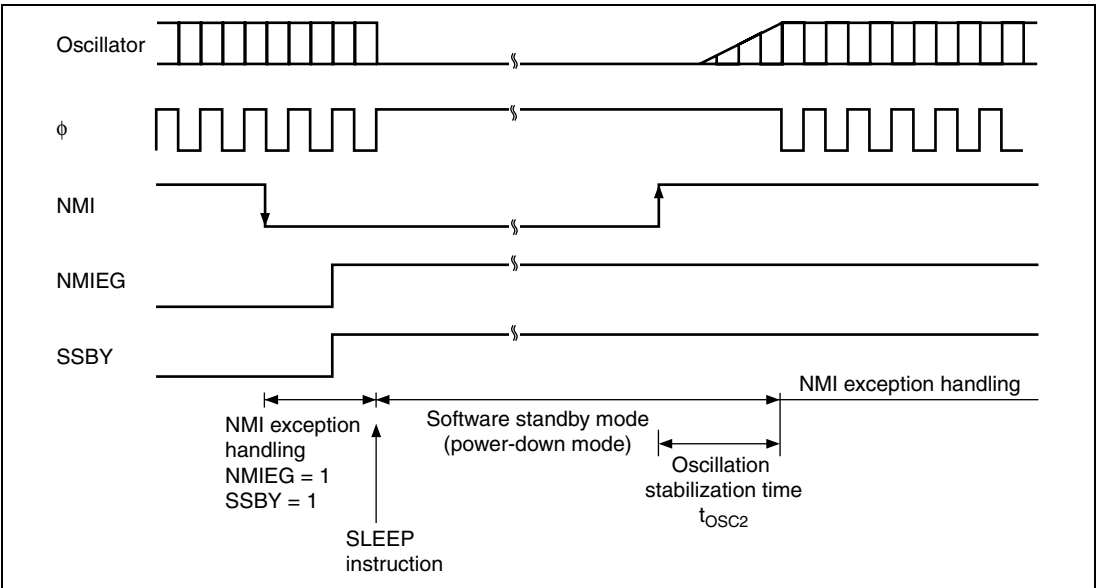 Oscillator
ϕ
NMI
NMIEG
SSBY
NMI exception
handling
NMIEG = 1
SSBY = 1
SLEEP
instruction
Software standby mode
(power-down mode)
Oscillation
stabilization time
tOSC2
NMI exception handling